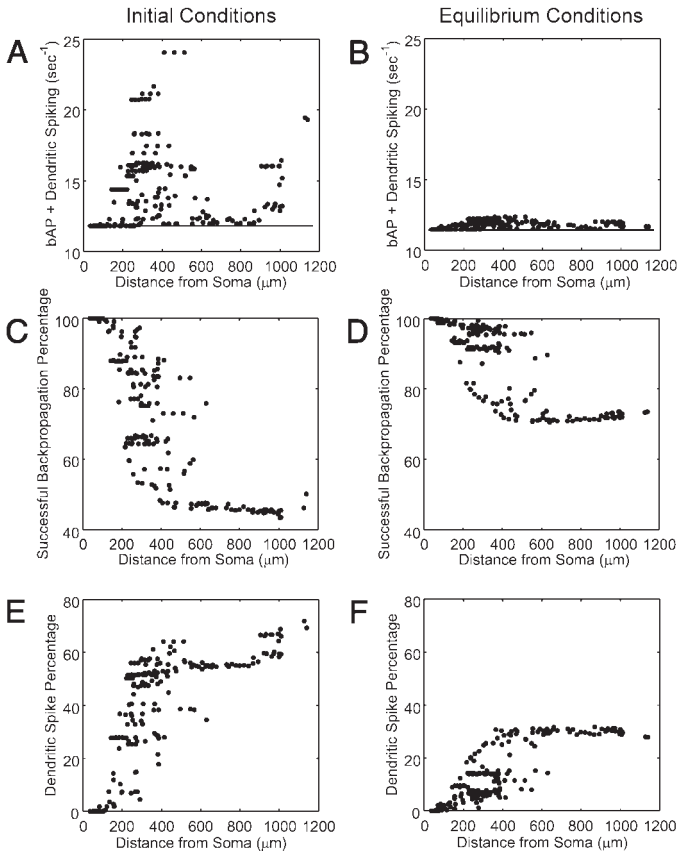 Initial Conditions
Equilibrium Conditions
A
bAP + Dendritic Spiking (sec⁻¹)
25
20
15
10
0 200 400 600 800 1000 1200
Distance from Soma (μm)
B
bAP + Dendritic Spiking (sec⁻¹)
25
20
15
10
0 200 400 600 800 1000 1200
Distance from Soma (μm)
C
Successful Backpropagation Percentage
100
80
60
40
0 200 400 600 800 1000 1200
Distance from Soma (μm)
D
Successful Backpropagation Percentage
100
80
60
40
0 200 400 600 800 1000 1200
Distance from Soma (μm)
E
Dendritic Spike Percentage
80
60
40
20
0
0 200 400 600 800 1000 1200
Distance from Soma (μm)
F
Dendritic Spike Percentage
80
60
40
20
0
0 200 400 600 800 1000 1200
Distance from Soma (μm)